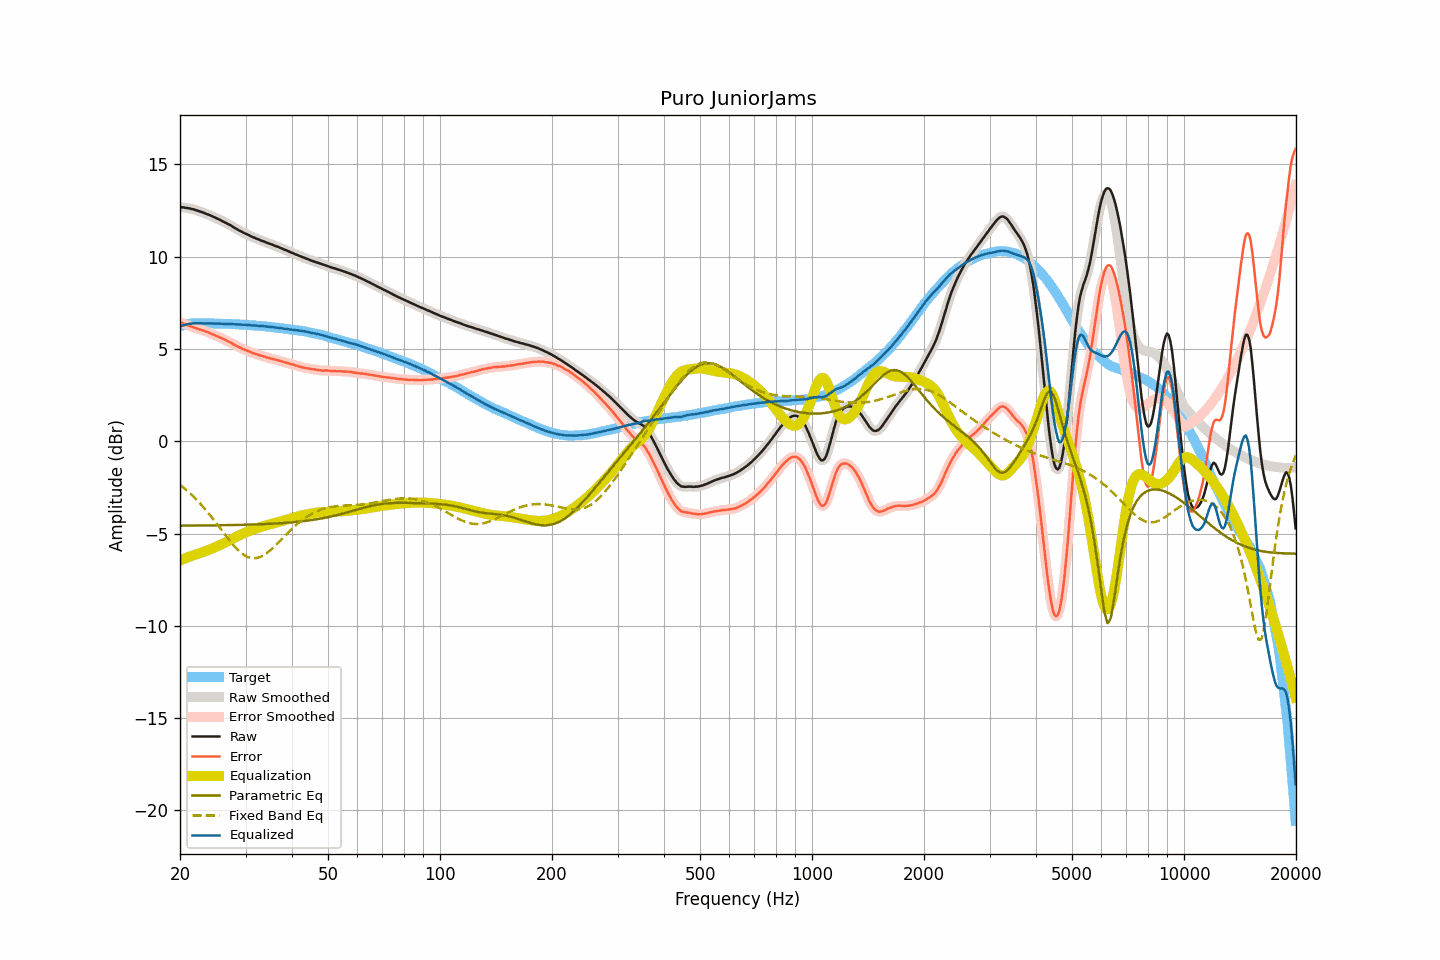 Puro JuniorJams
Amplitude (dBr)
15
10
5
0
−5
−10
−15
−20
Target
Raw Smoothed
Error Smoothed
Raw
Error
Equalization
Parametric Eq
Fixed Band Eq
Equalized
20 50 100 200 500 1000 2000 5000 10000 20000
Frequency (Hz)